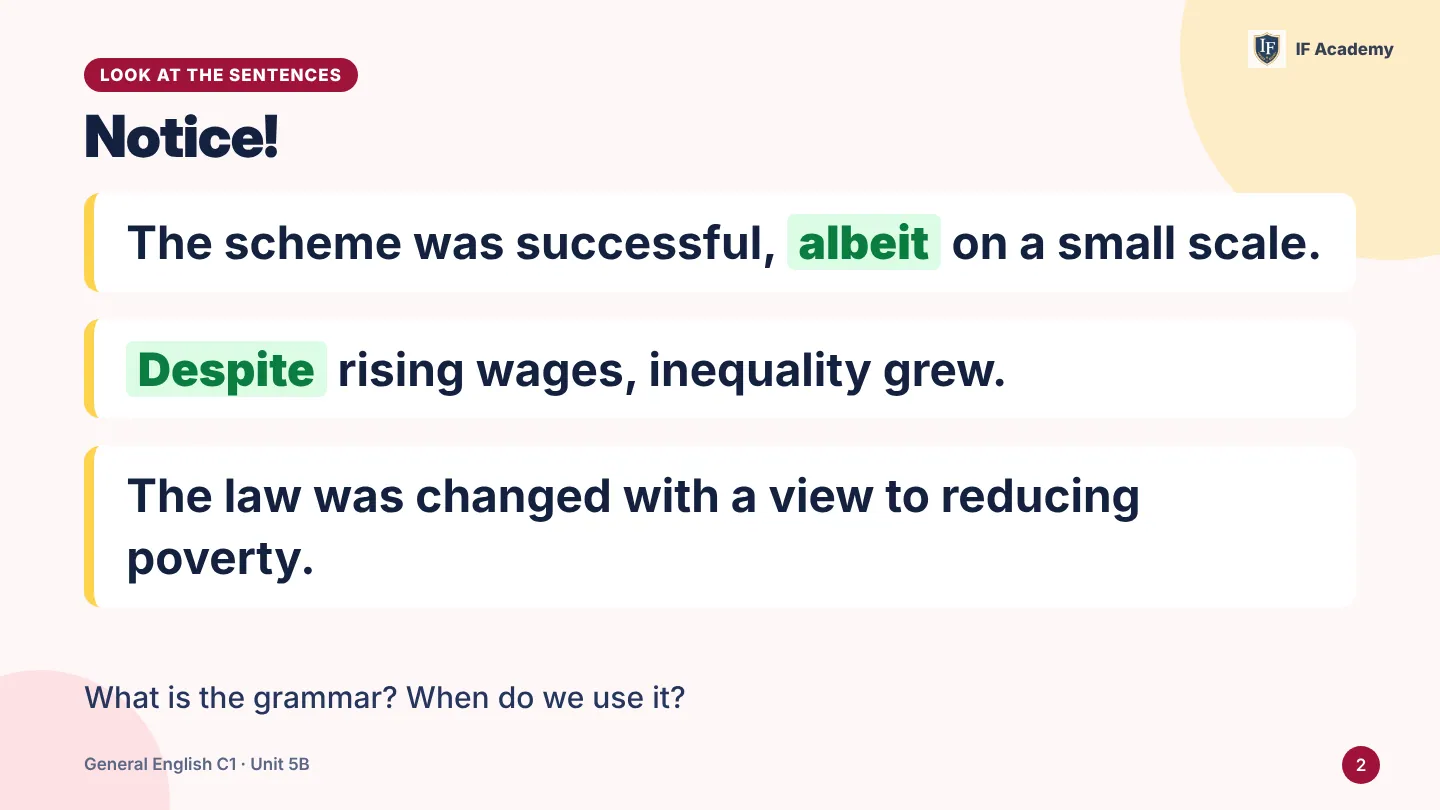 IF
IF Academy
LOOK AT THE SENTENCES
Notice!
The scheme was successful, albeit on a small scale.
Despite rising wages, inequality grew.
The law was changed with a view to reducing
poverty.
What is the grammar? When do we use it?
General English C1 · Unit 5B
2